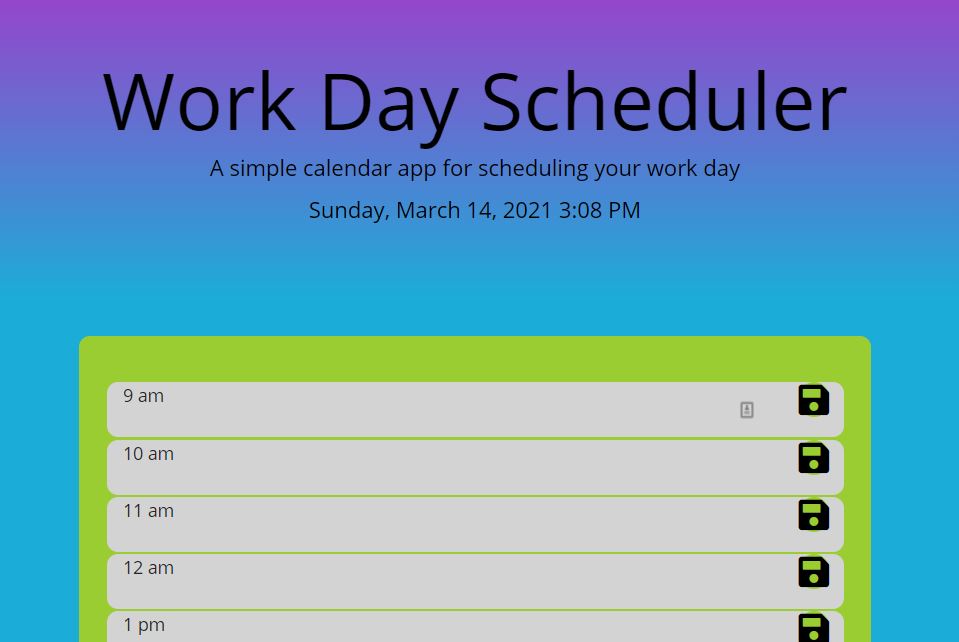 Work Day Scheduler
A simple calendar app for scheduling your work day
Sunday, March 14, 2021 3:08 PM
9 am
10 am
11 am
12 am
1 pm